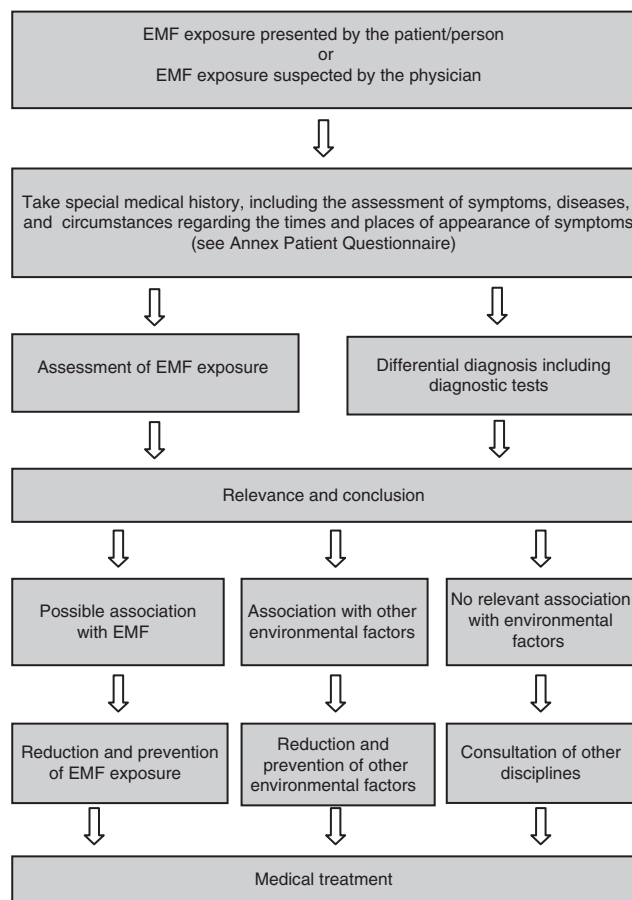 EMF exposure presented by the patient/person
or
EMF exposure suspected by the physician
Take special medical history, including the assessment of symptoms, diseases,
and circumstances regarding the times and places of appearance of symptoms
(see Annex Patient Questionnaire)
Assessment of EMF exposure
Differential diagnosis including
diagnostic tests
Relevance and conclusion
Possible association
with EMF
Association with other
environmental factors
No relevant association
with environmental
factors
Reduction and prevention
of EMF exposure
Reduction and
prevention of other
environmental factors
Consultation of other
disciplines
Medical treatment